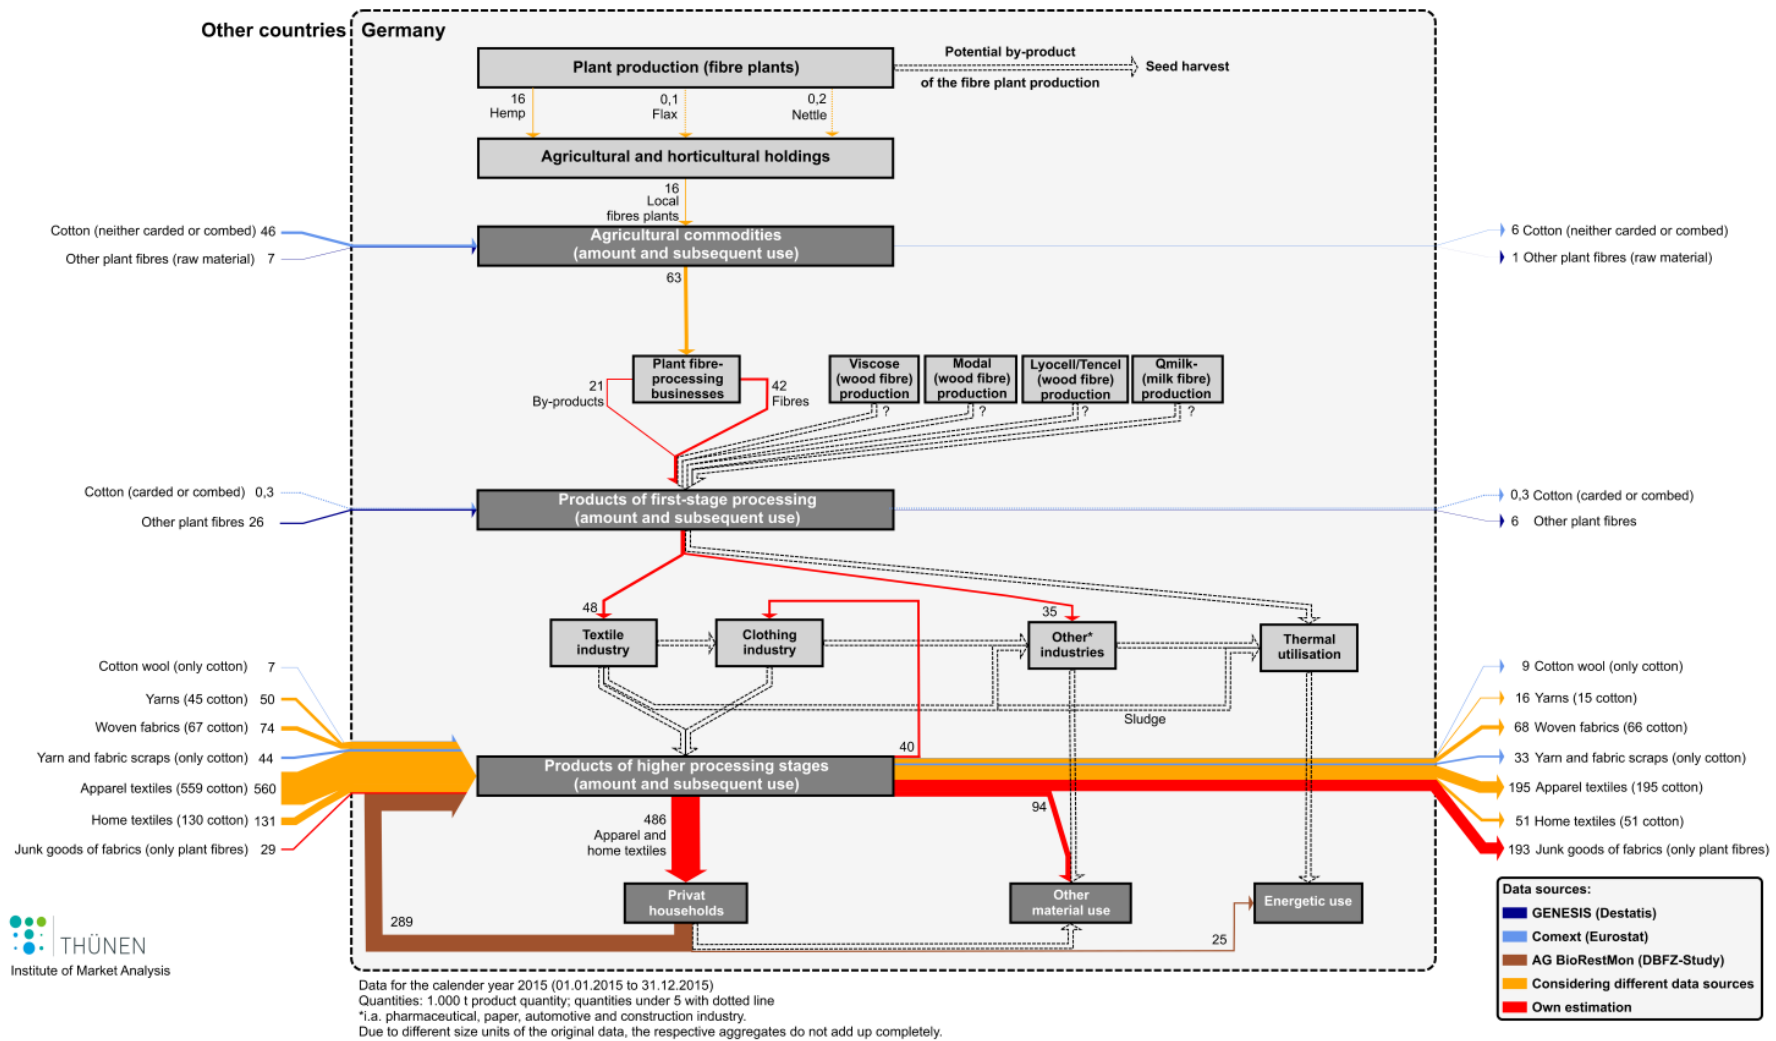 Other countries
Germany
Plant production (fibre plants)
Potential by-product
of the fibre plant production
Seed harvest
16
Hemp
0,1
Flax
0,2
Nettle
Agricultural and horticultural holdings
16
Local
fibres plants
Cotton (neither carded or combed) 46
Other plant fibres (raw material) 7
Agricultural commodities
(amount and subsequent use)
6 Cotton (neither carded or combed)
1 Other plant fibres (raw material)
63
Plant fibre-
processing
businesses
21
By-products
42
Fibres
Viscose
(wood fibre)
production
?
Modal
(wood fibre)
production
?
Lyocell/Tencel
(wood fibre)
production
?
Qmilk-
(milk fibre)
production
?
Cotton (carded or combed) 0,3
Other plant fibres 26
Products of first-stage processing
(amount and subsequent use)
0,3 Cotton (carded or combed)
6 Other plant fibres
48
35
Textile
industry
Clothing
industry
Other*
industries
Thermal
utilisation
Sludge
Cotton wool (only cotton) 7
Yarns (45 cotton) 50
Woven fabrics (67 cotton) 74
Yarn and fabric scraps (only cotton) 44
Apparel textiles (559 cotton) 560
Home textiles (130 cotton) 131
Junk goods of fabrics (only plant fibres) 29
40
Products of higher processing stages
(amount and subsequent use)
9 Cotton wool (only cotton)
16 Yarns (15 cotton)
68 Woven fabrics (66 cotton)
33 Yarn and fabric scraps (only cotton)
195 Apparel textiles (195 cotton)
51 Home textiles (51 cotton)
193 Junk goods of fabrics (only plant fibres)
486
Apparel and
home textiles
94
Privat
households
Other
material use
Energetic use
289
25
THÜNEN
Institute of Market Analysis
Data sources:
GENESIS (Destatis)
Comext (Eurostat)
AG BioRestMon (DBFZ-Study)
Considering different data sources
Own estimation
Data for the calender year 2015 (01.01.2015 to 31.12.2015)
Quantities: 1.000 t product quantity; quantities under 5 with dotted line
*i.a. pharmaceutical, paper, automotive and construction industry.
Due to different size units of the original data, the respective aggregates do not add up completely.